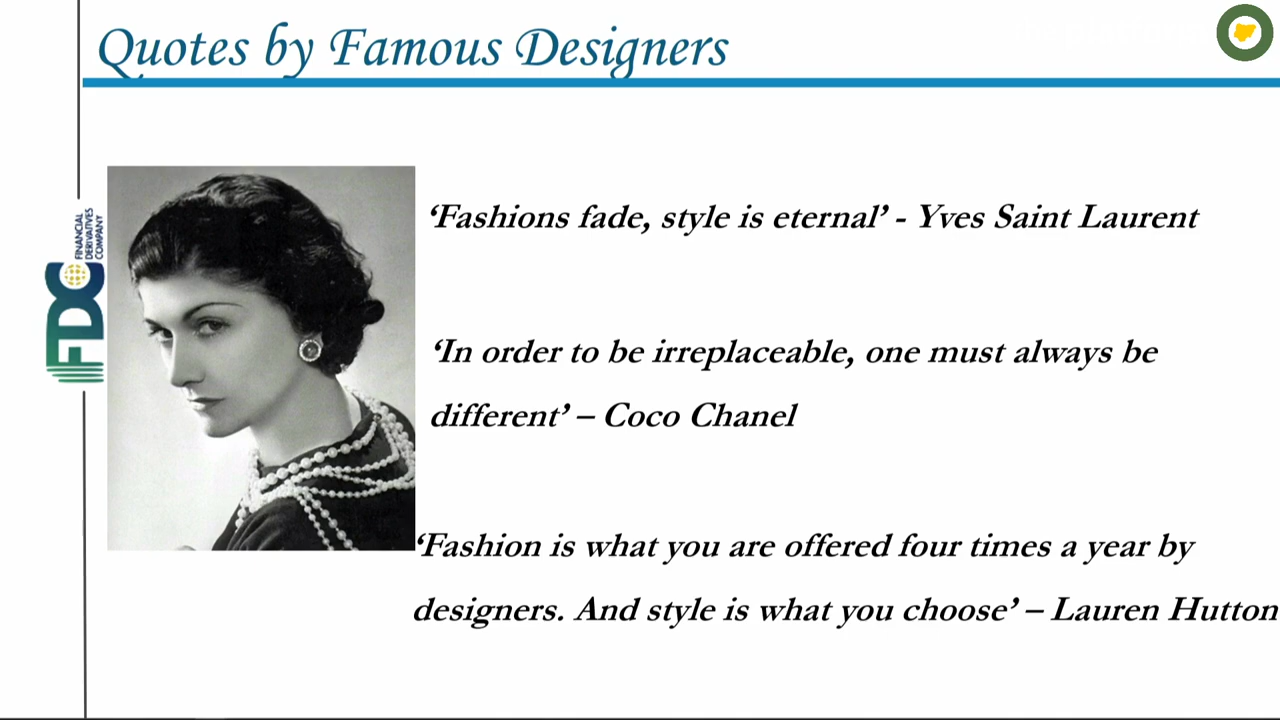 Quotes by Famous Designers
FDC
FINANCIAL
DERIVATIVES
COMPANY
‘Fashions fade, style is eternal’ - Yves Saint Laurent
‘In order to be irreplaceable, one must always be
different’ – Coco Chanel
‘Fashion is what you are offered four times a year by
designers. And style is what you choose’ – Lauren Hutton